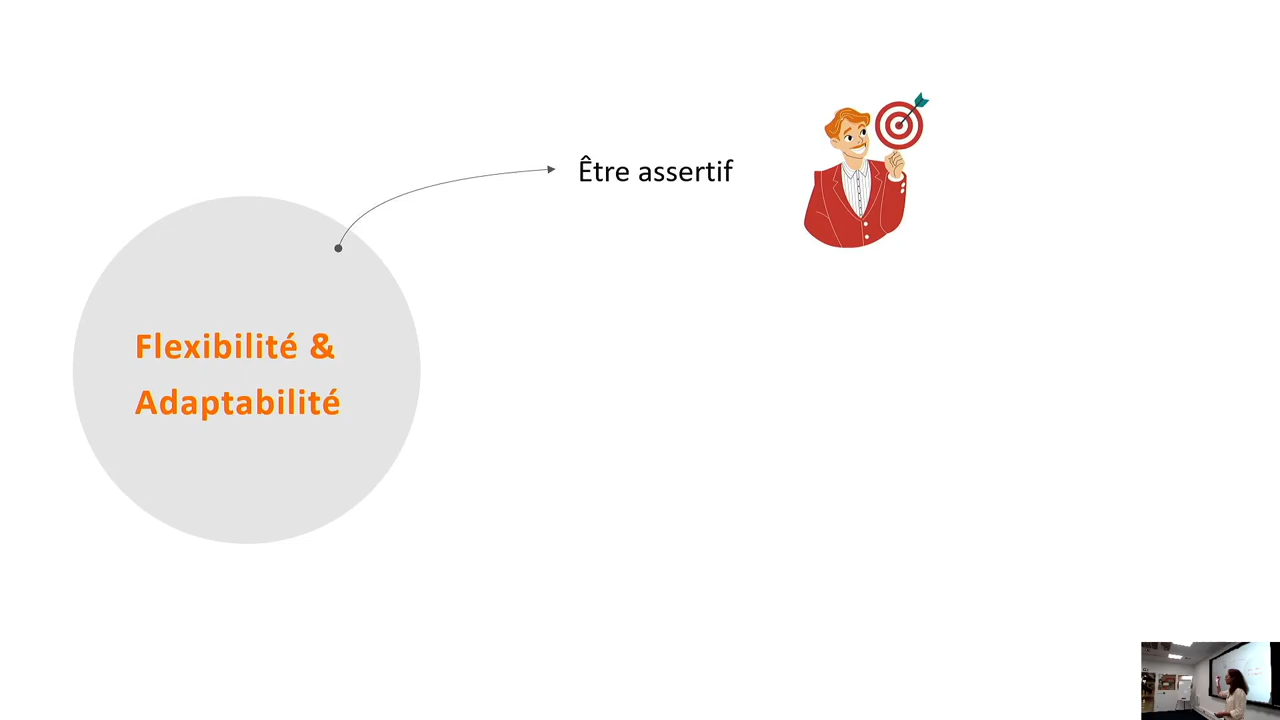 Être assertif
Flexibilité &
Adaptabilité